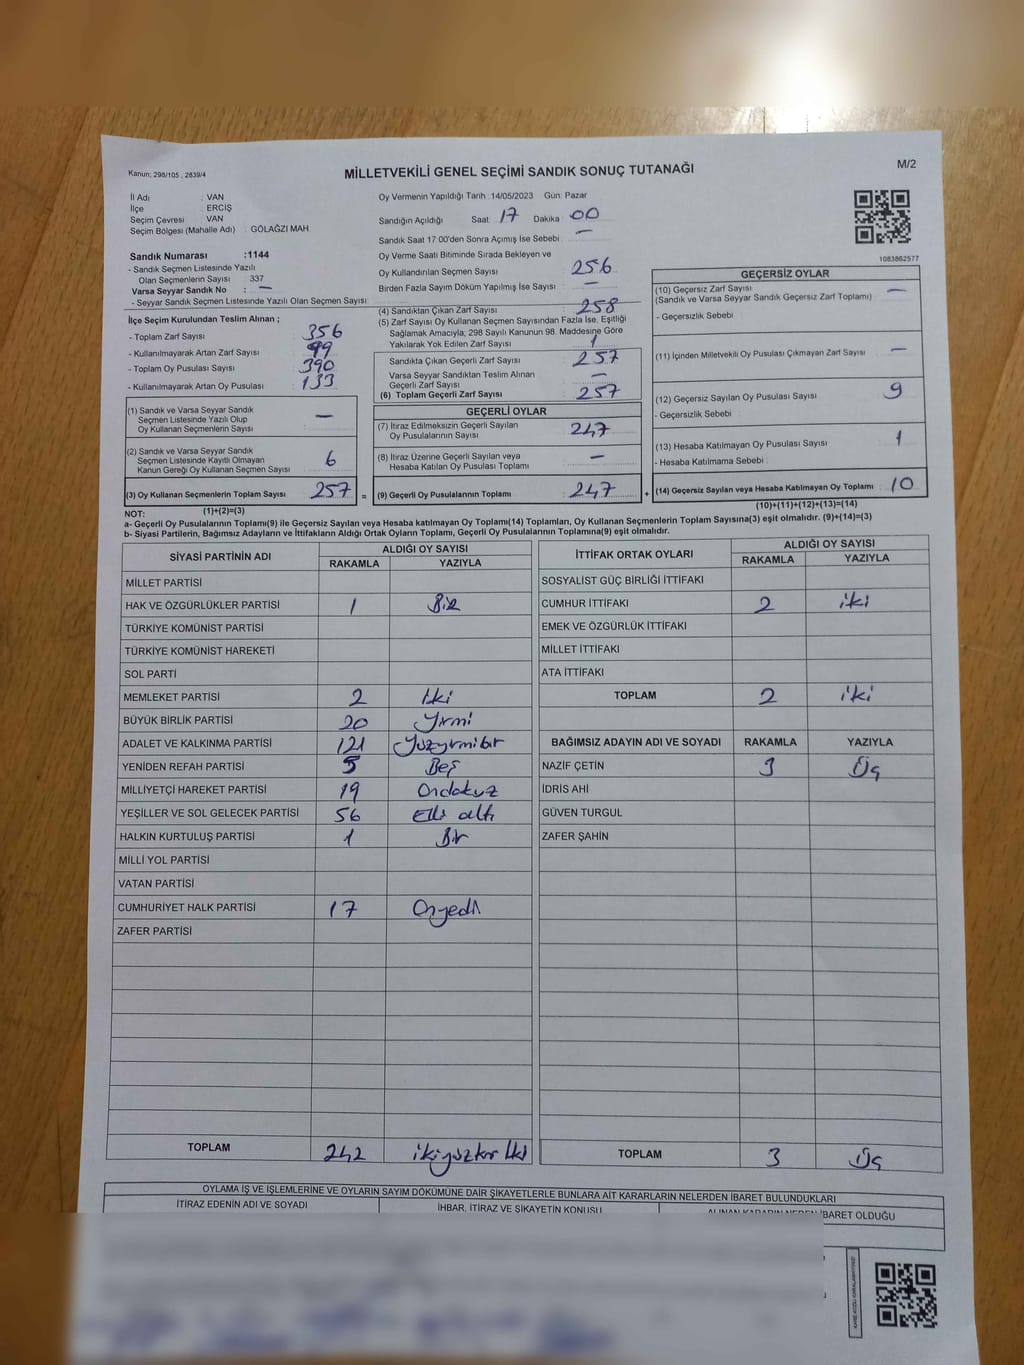 Kanun; 298/105 , 2839/4
MİLLETVEKİLİ GENEL SEÇİMİ SANDIK SONUÇ TUTANAĞI
M/2
İl Adı : VAN
İlçe : ERCİŞ
Seçim Çevresi : VAN
Seçim Bölgesi (Mahalle Adı) : GÖLAĞZI MAH.
Oy Vermenin Yapıldığı Tarih :14/05/2023 Gün: Pazar
Sandığın Açıldığı Saat 17 Dakika : 00
Sandık Saat 17:00'den Sonra Açımış İse Sebebi : —
1083862577
Sandık Numarası :1144
- Sandık Seçmen Listesinde Yazılı
Olan Seçmenlerin Sayısı : 337
Varsa Seyyar Sandık No : —
- Seyyar Sandık Seçmen Listesinde Yazılı Olan Seçmen Sayısı:
Oy Verme Saati Bitiminde Sırada Bekleyen ve
Oy Kullandırılan Seçmen Sayısı : 256
Birden Fazla Sayım Döküm Yapılmış İse Sayısı : —
İlçe Seçim Kurulundan Teslim Alınan ;
- Toplam Zarf Sayısı : 356
- Kullanılmayarak Artan Zarf Sayısı : 99
- Toplam Oy Pusulası Sayısı : 390
- Kullanılmayarak Artan Oy Pusulası : 133
(4) Sandıktan Çıkan Zarf Sayısı : 258
(5) Zarf Sayısı Oy Kullanan Seçmen Sayısından Fazla İse, Eşitliği
Sağlamak Amacıyla; 298 Sayılı Kanunun 98. Maddesine Göre
Yakılarak Yok Edilen Zarf Sayısı : 1
Sandıkta Çıkan Geçerli Zarf Sayısı : 257
Varsa Seyyar Sandıktan Teslim Alınan
Geçerli Zarf Sayısı : —
(6) Toplam Geçerli Zarf Sayısı : 257
GEÇERSİZ OYLAR
(10) Geçersiz Zarf Sayısı : —
(Sandık ve Varsa Seyyar Sandık Geçersiz Zarf Toplamı)
- Geçersizlik Sebebi :
(11) İçinden Milletvekili Oy Pusulası Çıkmayan Zarf Sayısı : —
(12) Geçersiz Sayılan Oy Pusulası Sayısı : 9
- Geçersizlik Sebebi :
(13) Hesaba Katılmayan Oy Pusulası Sayısı : 1
- Hesaba Katılmama Sebebi :
(14) Geçersiz Sayılan veya Hesaba Katılmayan Oy Toplamı : 10
(10)+(11)+(12)+(13)=(14)
(1) Sandık ve Varsa Seyyar Sandık
Seçmen Listesinde Yazılı Olup
Oy Kullanan Seçmenlerin Sayısı : —
(2) Sandık ve Varsa Seyyar Sandık
Seçmen Listesinde Kayıtlı Olmayan
Kanun Gereği Oy Kullanan Seçmen Sayısı : 6
(3) Oy Kullanan Seçmenlerin Toplam Sayısı : 257 =
(1)+(2)=(3)
GEÇERLİ OYLAR
(7) İtiraz Edilmeksizin Geçerli Sayılan
Oy Pusulalarının Sayısı : 247
(8) İtiraz Üzerine Geçerli Sayılan veya
Hesaba Katılan Oy Pusulası Toplamı : —
(9) Geçerli Oy Pusulalarının Toplamı : 247 +
NOT:
a- Geçerli Oy Pusulalarının Toplamı(9) ile Geçersiz Sayılan veya Hesaba katılmayan Oy Toplamı(14) Toplamları, Oy Kullanan Seçmenlerin Toplam Sayısına(3) eşit olmalıdır. (9)+(14)=(3)
b- Siyasi Partilerin, Bağımsız Adayların ve İttifakların Aldığı Ortak Oyların Toplamı, Geçerli Oy Pusulalarının Toplamına(9) eşit olmalıdır.
SİYASİ PARTİNİN ADI
ALDIĞI OY SAYISI
RAKAMLA YAZIYLA
MİLLET PARTİSİ
HAK VE ÖZGÜRLÜKLER PARTİSİ 1 Bir
TÜRKİYE KOMÜNİST PARTİSİ
TÜRKİYE KOMÜNİST HAREKETİ
SOL PARTİ
MEMLEKET PARTİSİ 2 İki
BÜYÜK BİRLİK PARTİSİ 20 Yirmi
ADALET VE KALKINMA PARTİSİ 121 Yüzyirmibir
YENİDEN REFAH PARTİSİ 5 Beş
MİLLİYETÇİ HAREKET PARTİSİ 19 Ondokuz
YEŞİLLER VE SOL GELECEK PARTİSİ 56 Elli altı
HALKIN KURTULUŞ PARTİSİ 1 Bir
MİLLİ YOL PARTİSİ
VATAN PARTİSİ
CUMHURİYET HALK PARTİSİ 17 Onyedi
ZAFER PARTİSİ
TOPLAM 242 ikiyüzkırk iki
İTTİFAK ORTAK OYLARI
ALDIĞI OY SAYISI
RAKAMLA YAZIYLA
SOSYALİST GÜÇ BİRLİĞİ İTTİFAKI
CUMHUR İTTİFAKI 2 iki
EMEK VE ÖZGÜRLÜK İTTİFAKI
MİLLET İTTİFAKI
ATA İTTİFAKI
TOPLAM 2 iki
BAĞIMSIZ ADAYIN ADI VE SOYADI RAKAMLA YAZIYLA
NAZİF ÇETİN 3 Üç
İDRİS AHİ
GÜVEN TURGUL
ZAFER ŞAHİN
TOPLAM 3 Üç
OYLAMA İŞ VE İŞLEMLERİNE VE OYLARIN SAYIM DÖKÜMÜNE DAİR ŞİKAYETLERLE BUNLARA AİT KARARLARIN NELERDEN İBARET BULUNDUKLARI
İTİRAZ EDENİN ADI VE SOYADI
İHBAR, İTİRAZ VE ŞİKAYETİN KONUSU
ALINAN KARARIN NEDEN İBARET OLDUĞU